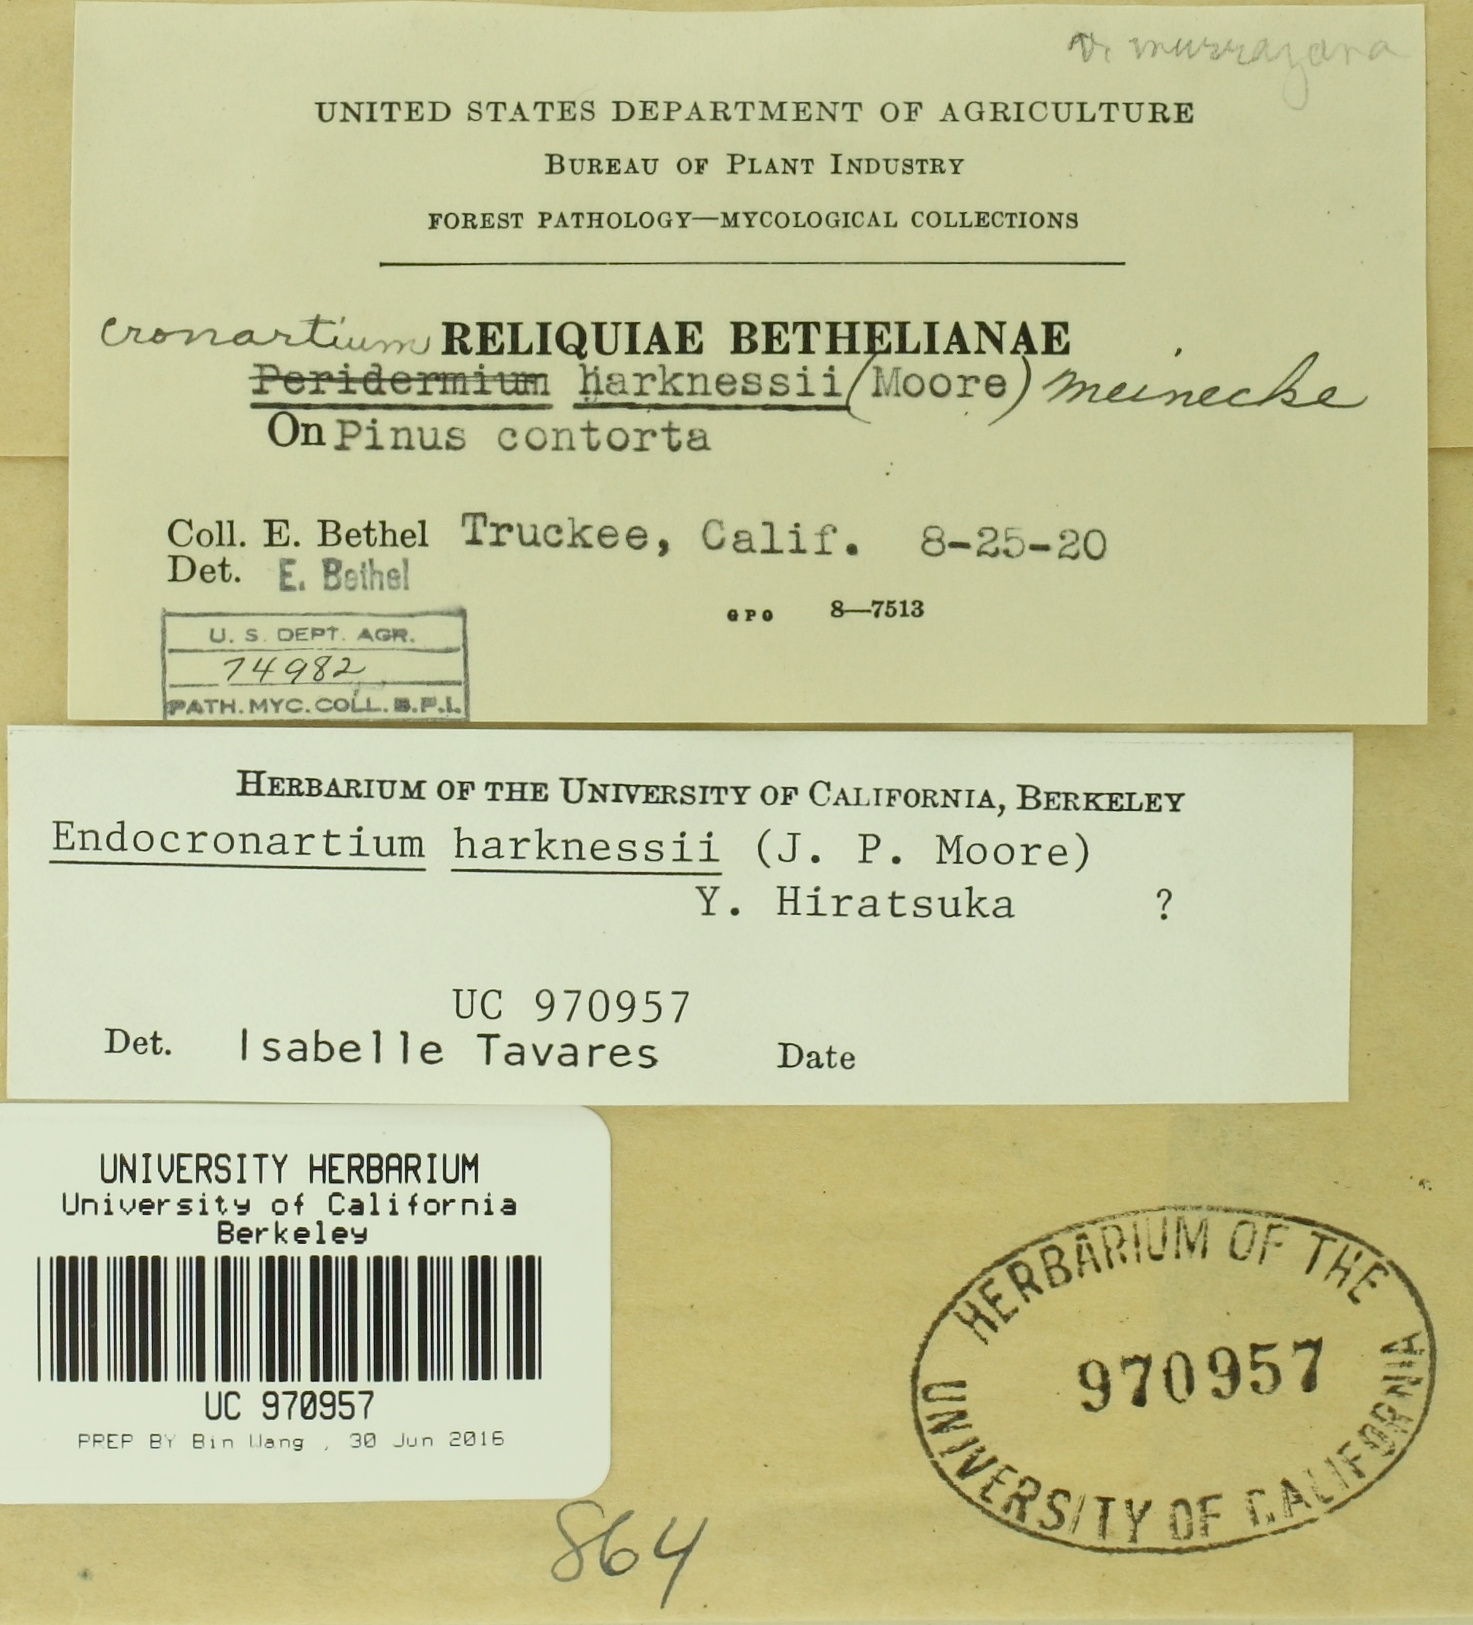 v. murrayana
UNITED STATES DEPARTMENT OF AGRICULTURE
BUREAU OF PLANT INDUSTRY
FOREST PATHOLOGY—MYCOLOGICAL COLLECTIONS
cronartium RELIQUIAE BETHELIANAE
Peridermium harknessii (Moore) meinecke
On Pinus contorta
Coll. E. Bethel Truckee, Calif. 8-25-20
Det. E. Bethel
GPO 8—7513
U. S. DEPT. AGR.
74982
PATH. MYC. COLL. B.P.I.
HERBARIUM OF THE UNIVERSITY OF CALIFORNIA, BERKELEY
Endocronartium harknessii (J. P. Moore)
Y. Hiratsuka ?
UC 970957
Det. Isabelle Tavares Date
UNIVERSITY HERBARIUM
University of California
Berkeley
UC 970957
PREP BY Bin Wang , 30 Jun 2016
HERBARIUM OF THE
970957
UNIVERSITY OF CALIFORNIA
864